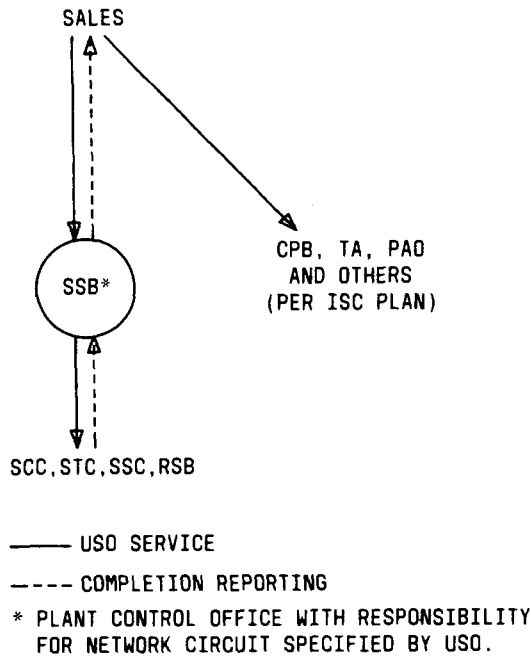 SALES
CPB, TA, PAO
AND OTHERS
(PER ISC PLAN)
SSB*
SCC,STC,SSC,RSB
USO SERVICE
COMPLETION REPORTING
* PLANT CONTROL OFFICE WITH RESPONSIBILITY
FOR NETWORK CIRCUIT SPECIFIED BY USO.